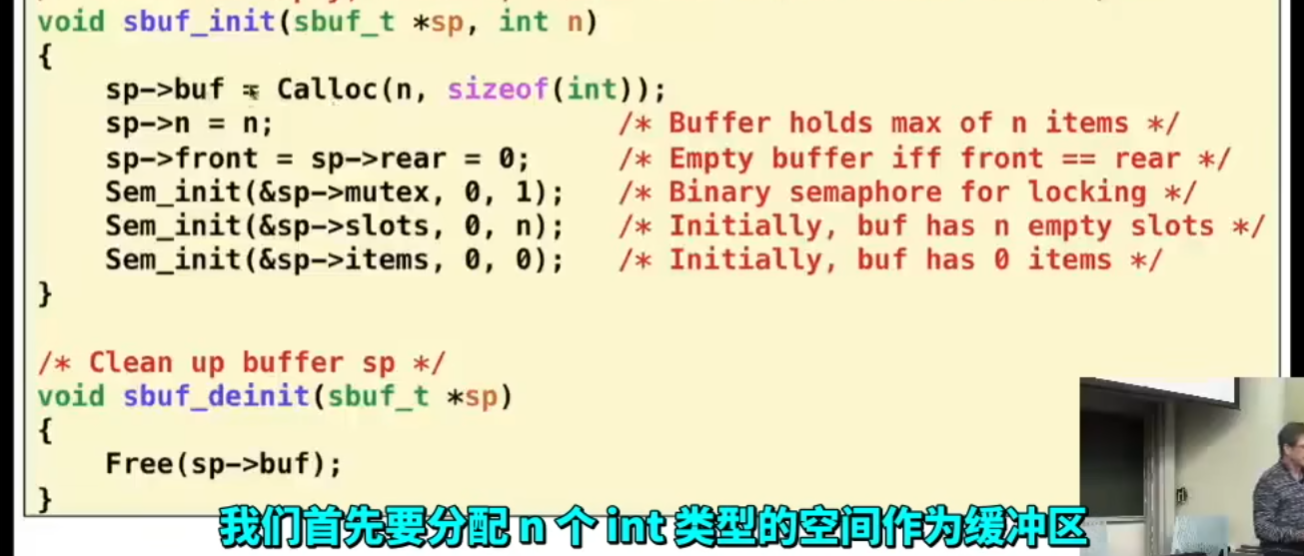 void sbuf_init(sbuf_t *sp, int n)
{
    sp->buf = Calloc(n, sizeof(int));
    sp->n = n;                    /* Buffer holds max of n items */
    sp->front = sp->rear = 0;     /* Empty buffer iff front == rear */
    Sem_init(&sp->mutex, 0, 1);   /* Binary semaphore for locking */
    Sem_init(&sp->slots, 0, n);   /* Initially, buf has n empty slots */
    Sem_init(&sp->items, 0, 0);   /* Initially, buf has 0 items */
}
/* Clean up buffer sp */
void sbuf_deinit(sbuf_t *sp)
{
    Free(sp->buf);
}
我们首先要分配 n 个 int 类型的空间作为缓冲区